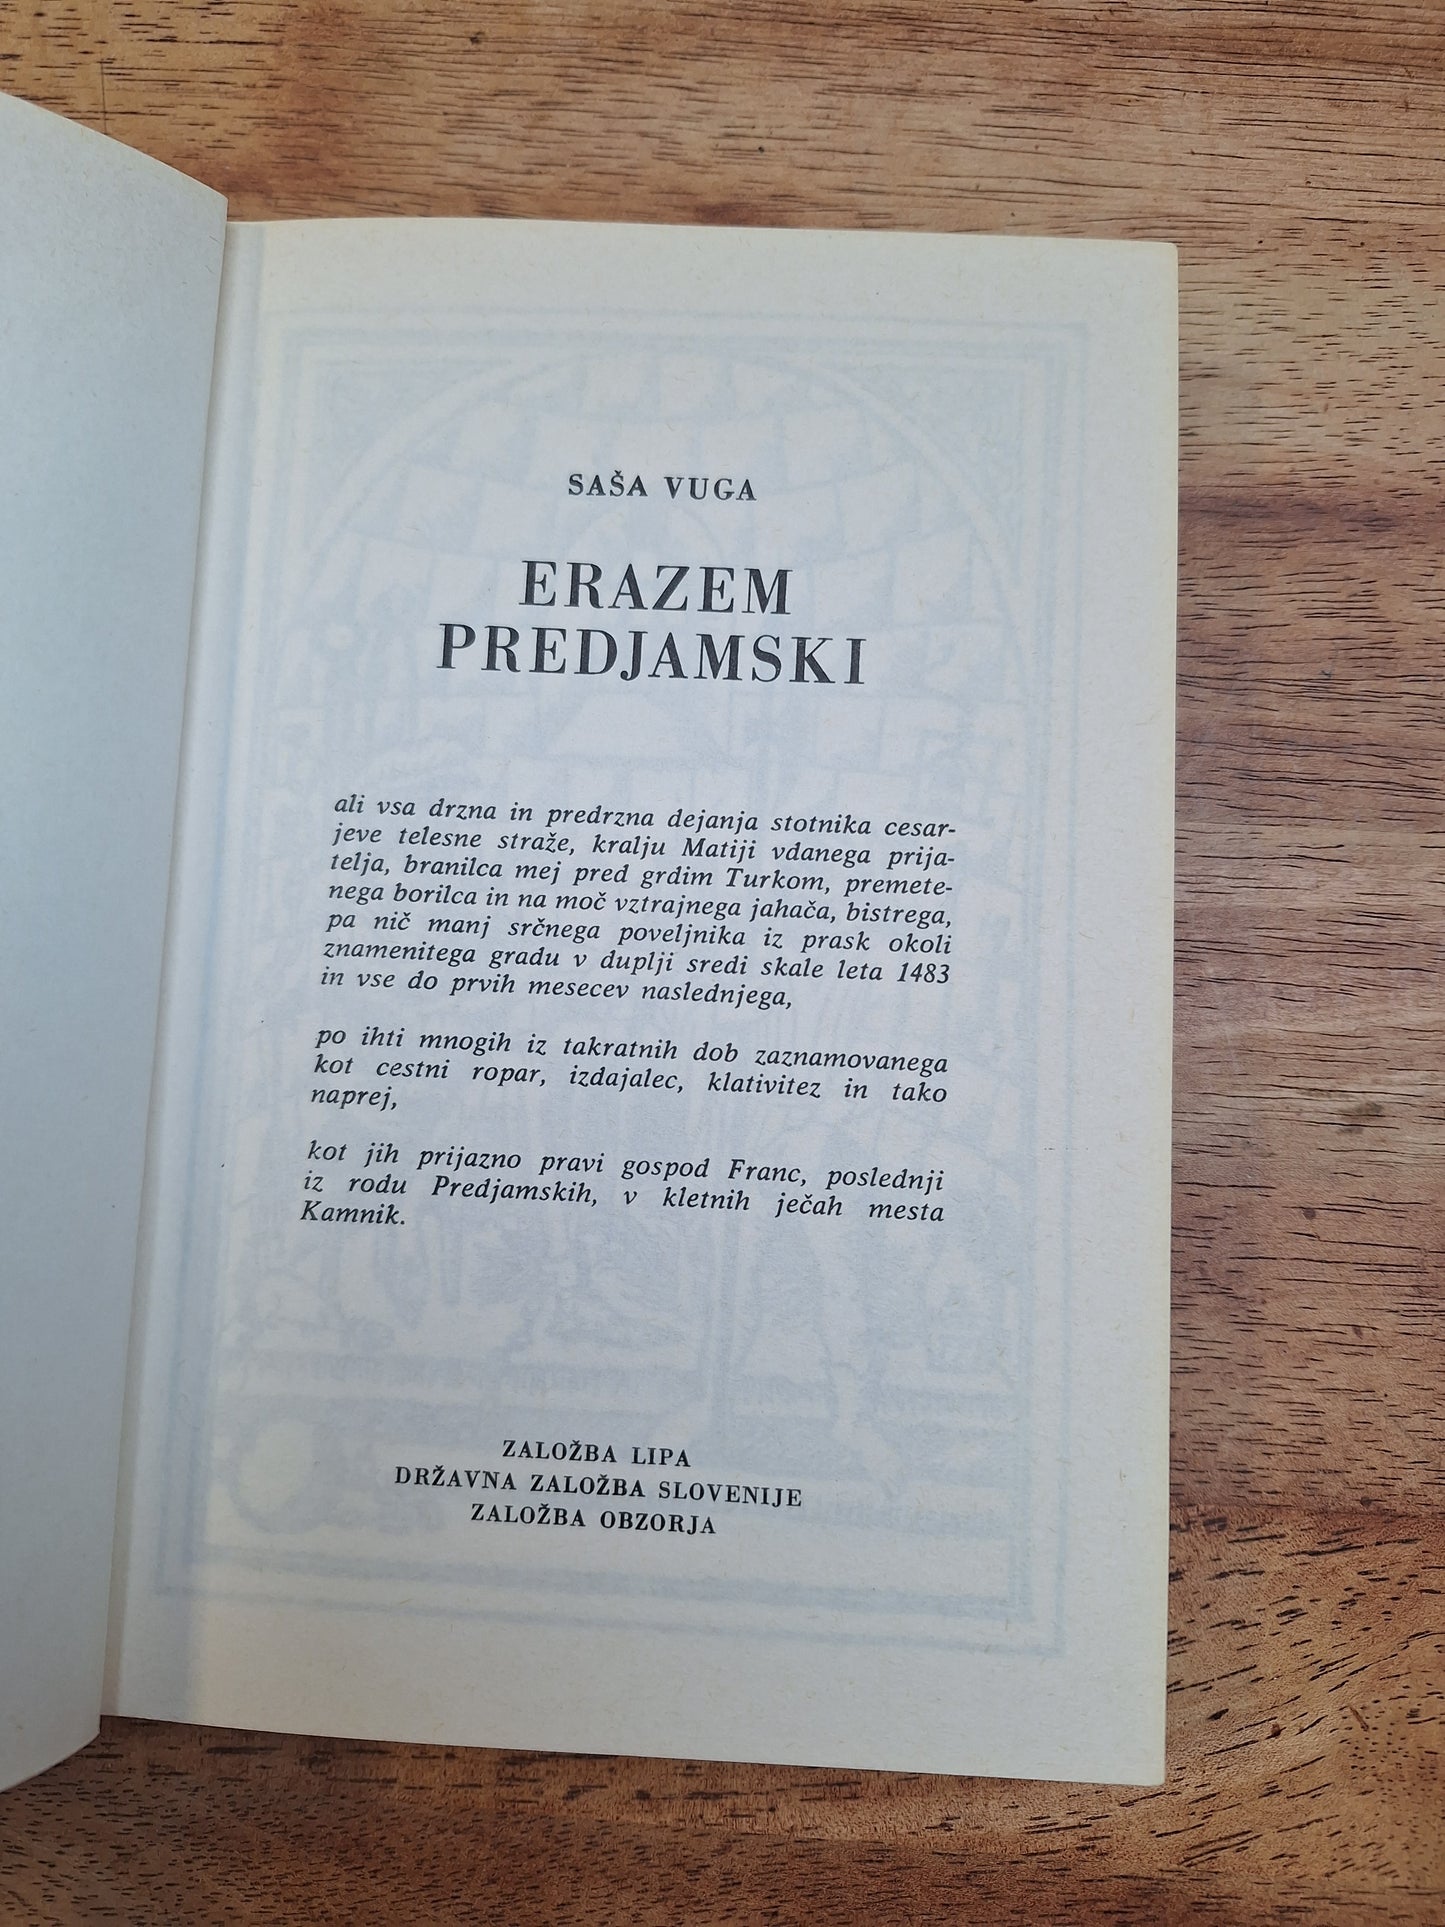 SAŠA VUGA
ERAZEM
PREDJAMSKI
ali vsa drzna in predrzna dejanja stotnika cesar-
jeve telesne straže, kralju Matiji vdanega prija-
telja, branilca mej pred grdim Turkom, premete-
nega borilca in na moč vztrajnega jahača, bistrega,
pa nič manj srčnega poveljnika iz prask okoli
znamenitega gradu v duplji sredi skale leta 1483
in vse do prvih mesecev naslednjega,
po ihti mnogih iz takratnih dob zaznamovanega
kot cestni ropar, izdajalec, klativitez in tako
naprej,
kot jih prijazno pravi gospod Franc, poslednji
iz rodu Predjamskih, v kletnih ječah mesta
Kamnik.
ZALOŽBA LIPA
DRŽAVNA ZALOŽBA SLOVENIJE
ZALOŽBA OBZORJA